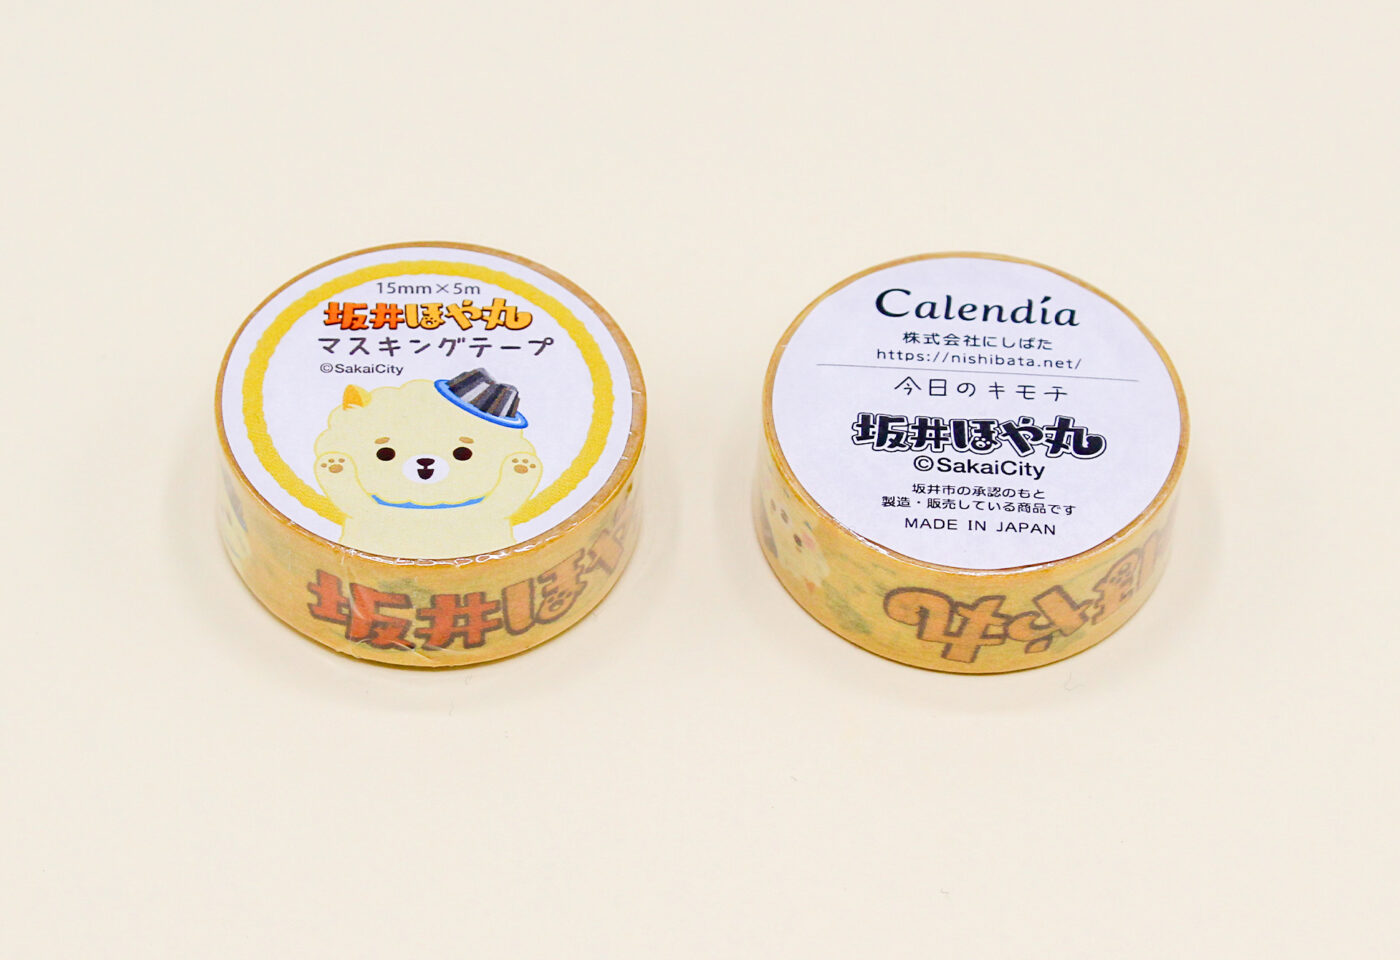 15mm×5m
坂井ほや丸
マスキングテープ
©SakaiCity
坂井ほや
Calendía
株式会社にしばた
https://nishibata.net/
今日のキモチ
坂井ほや丸
©SakaiCity
坂井市の承認のもと
製造・販売している商品です
MADE IN JAPAN
ほや丸